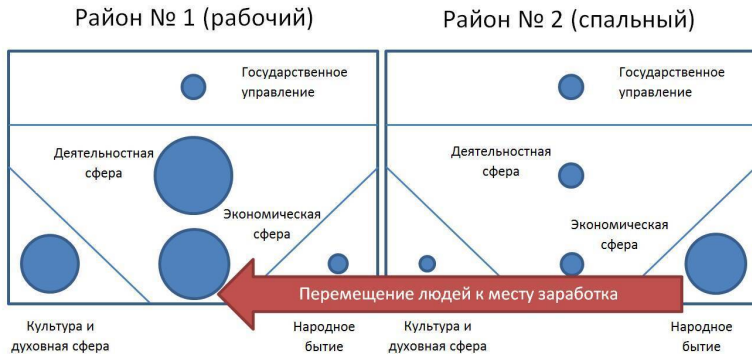 Район № 1 (рабочий)
Район № 2 (спальный)
Государственное
управление
Государственное
управление
Деятельностная
сфера
Деятельностная
сфера
Экономическая
сфера
Экономическая
сфера
Перемещение людей к месту заработка
Культура и
духовная сфера
Народное
бытие
Культура и
духовная сфера
Народное
бытие